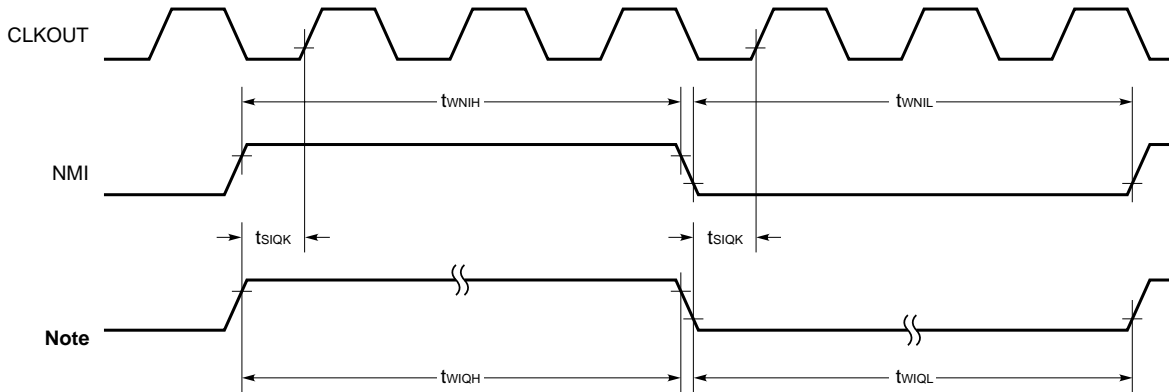 CLKOUT
tWNIH
tWNIL
NMI
tSIQK
tSIQK
Note
tWIQH
tWIQL